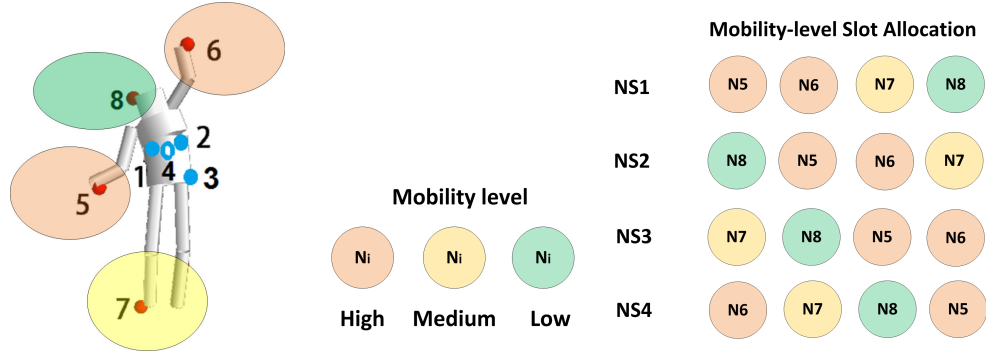 6
8
2
1 4 3
5
7
Mobility level
Ni Ni Ni
High Medium Low
Mobility-level Slot Allocation
NS1 N5 N6 N7 N8
NS2 N8 N5 N6 N7
NS3 N7 N8 N5 N6
NS4 N6 N7 N8 N5